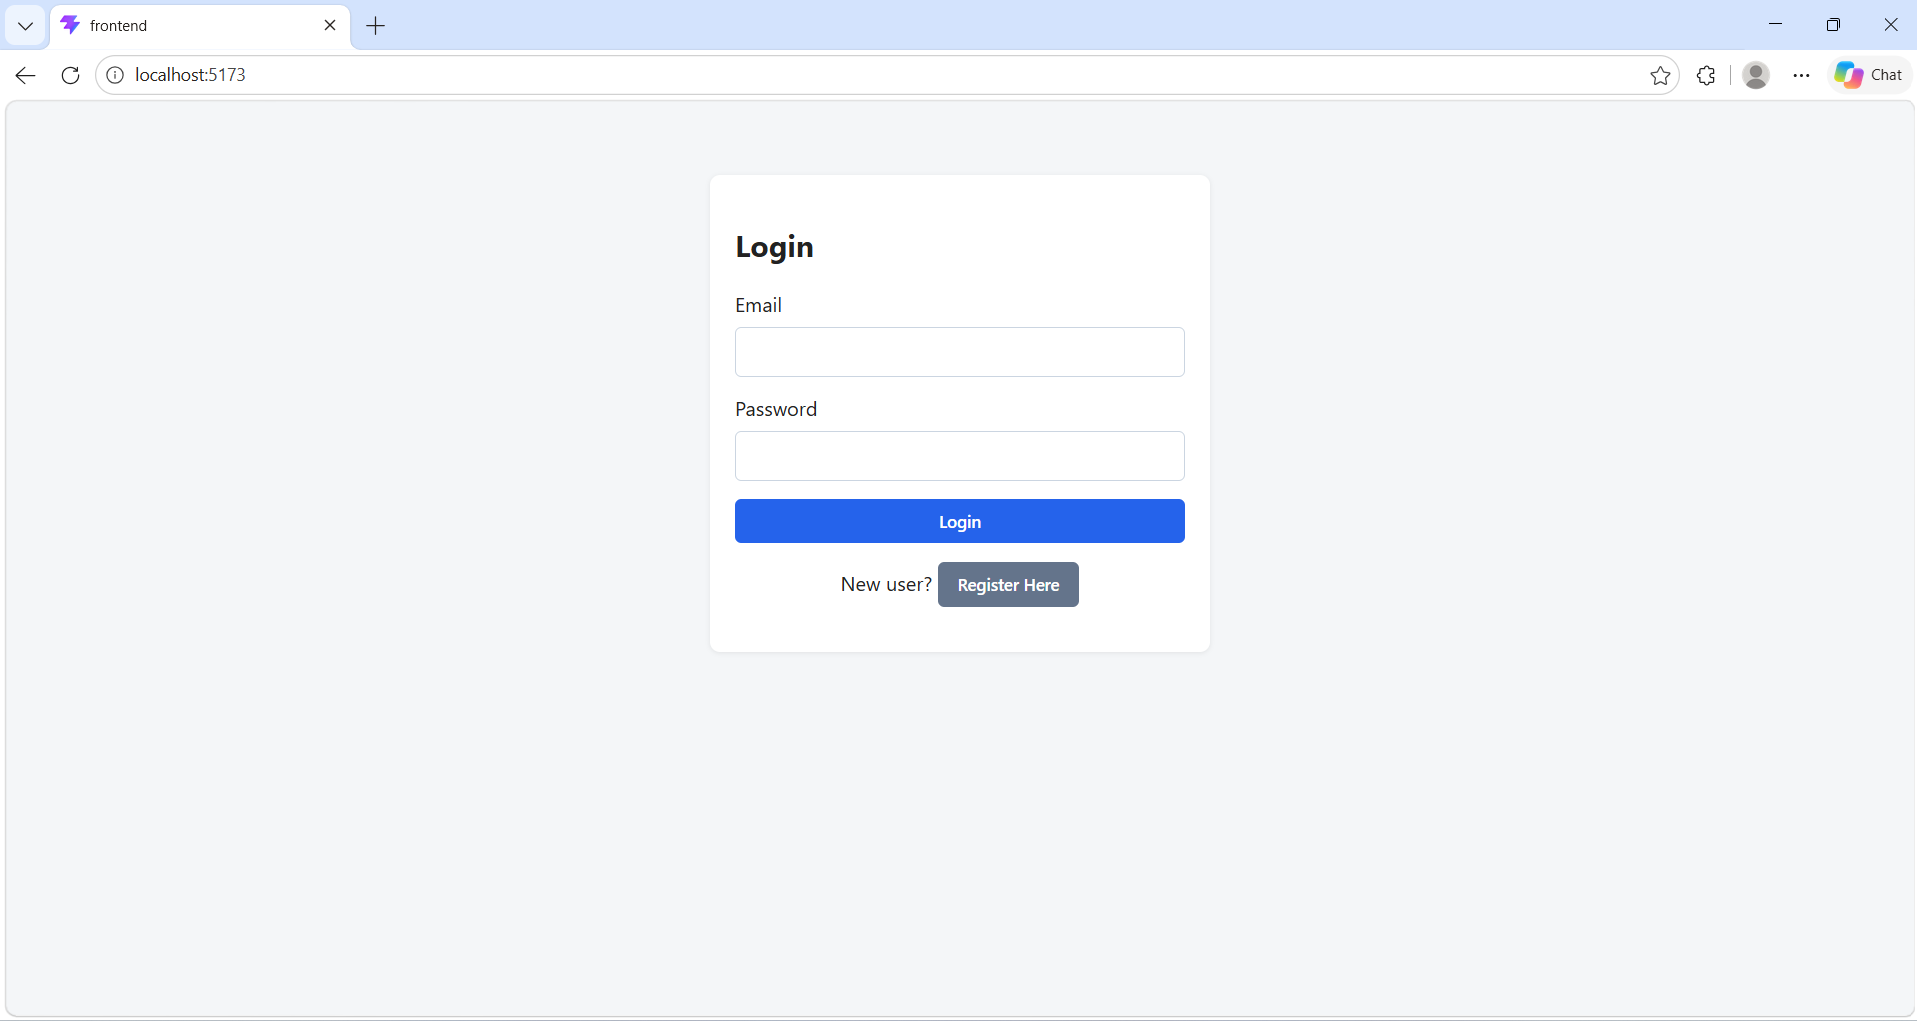 frontend
localhost:5173
Chat
Login
Email
Password
Login
New user? Register Here